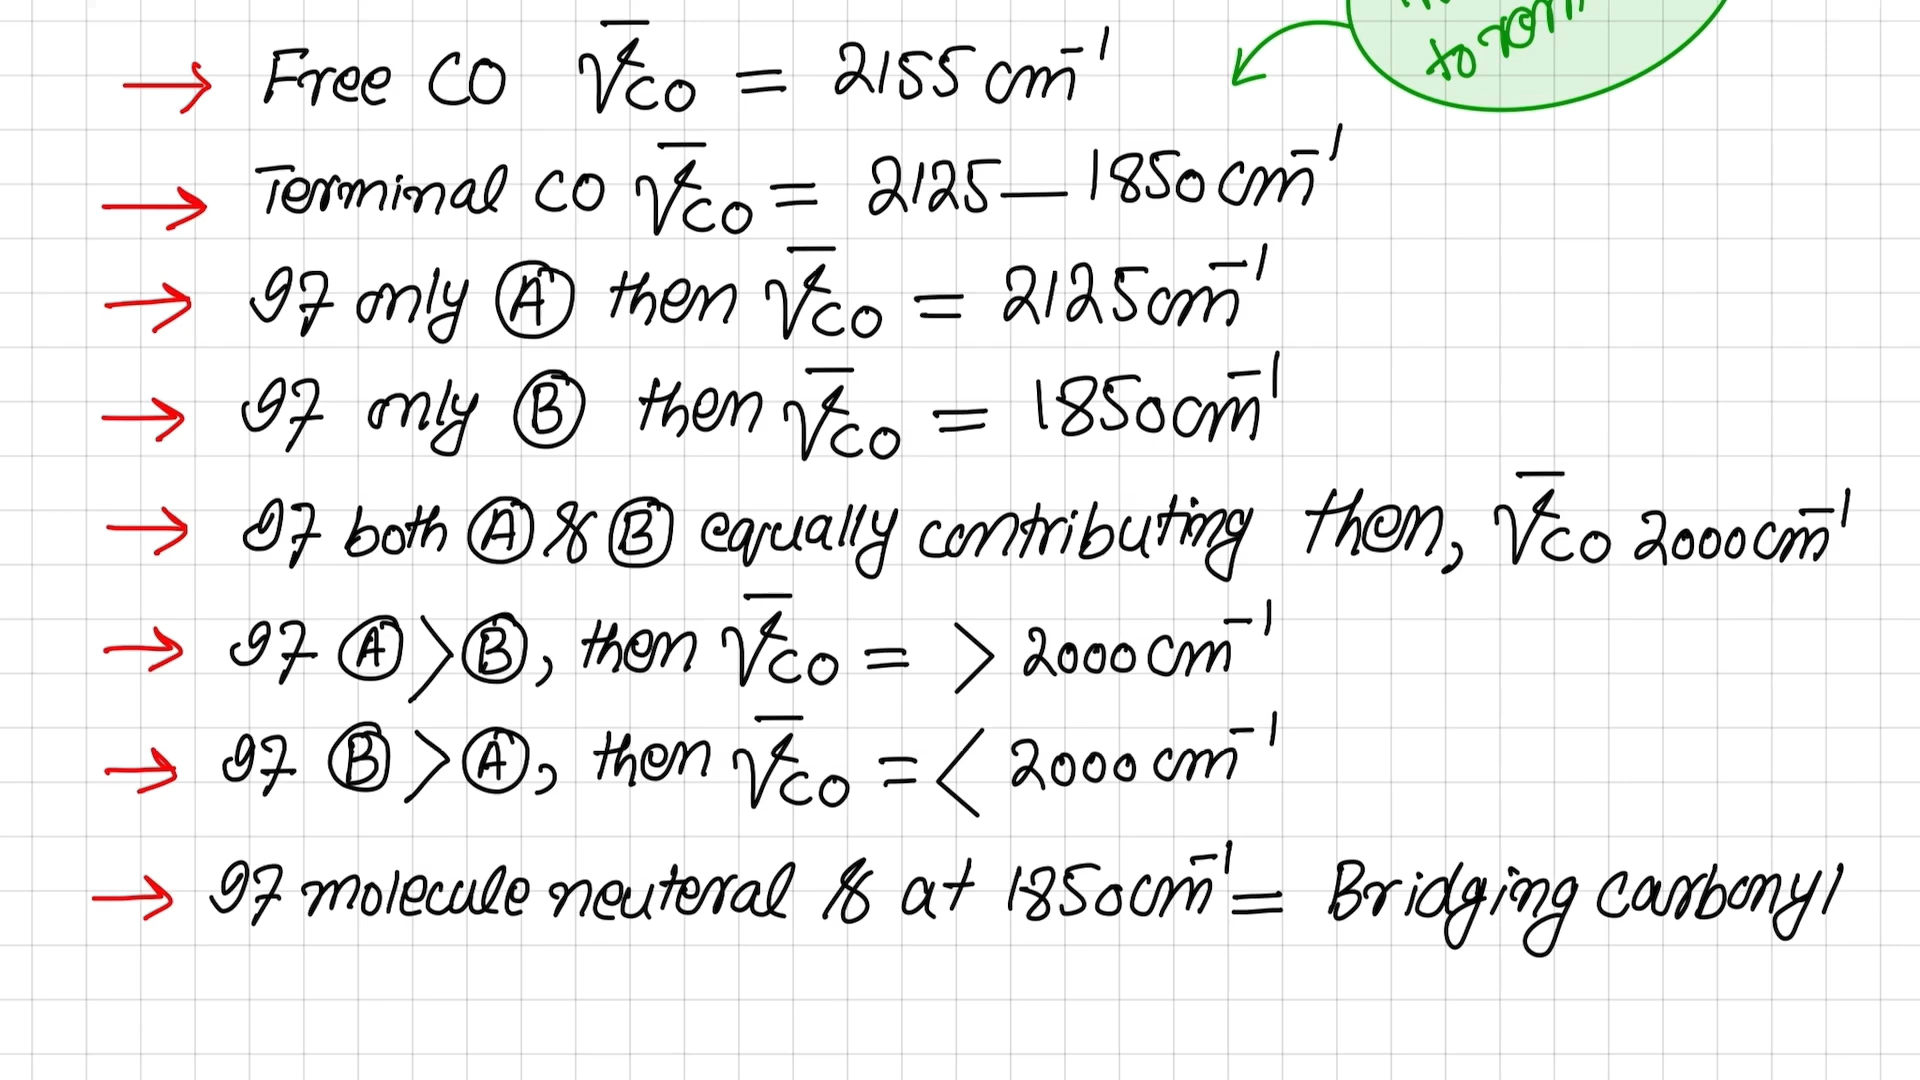 to rem
→ Free CO ν̅CO = 2155 cm⁻¹
→ Terminal CO ν̅CO = 2125 — 1850 cm⁻¹
→ If only Ⓐ then ν̅CO = 2125 cm⁻¹
→ If only Ⓑ then ν̅CO = 1850 cm⁻¹
→ If both Ⓐ & Ⓑ equally contributing then, ν̅CO 2000 cm⁻¹
→ If Ⓐ > Ⓑ, then ν̅CO = > 2000 cm⁻¹
→ If Ⓑ > Ⓐ, then ν̅CO = < 2000 cm⁻¹
→ If molecule neuteral & at 1850 cm⁻¹ = Bridging carbonyl